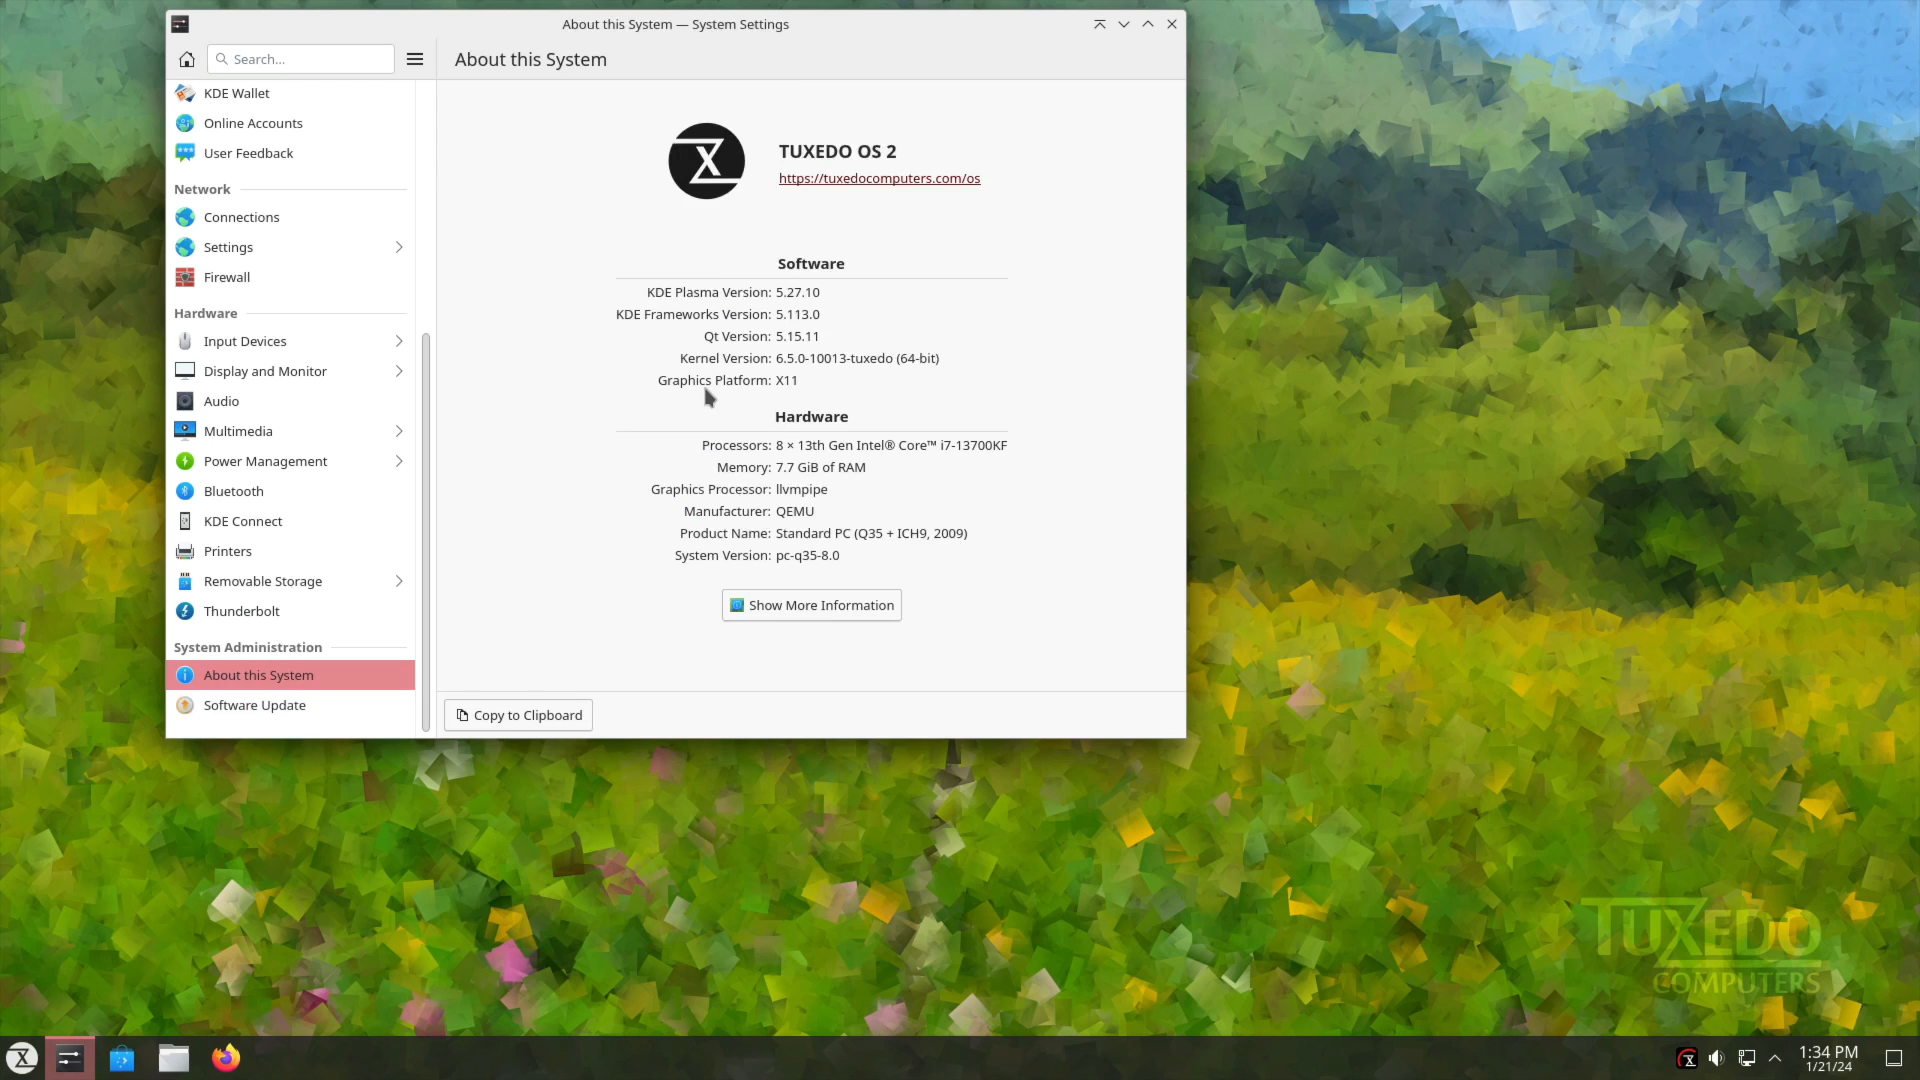 About this System — System Settings
Search...
About this System
KDE Wallet
Online Accounts
User Feedback
Network
Connections
Settings
Firewall
Hardware
Input Devices
Display and Monitor
Audio
Multimedia
Power Management
Bluetooth
KDE Connect
Printers
Removable Storage
Thunderbolt
System Administration
About this System
Software Update
TUXEDO OS 2
https://tuxedocomputers.com/os
Software
KDE Plasma Version: 5.27.10
KDE Frameworks Version: 5.113.0
Qt Version: 5.15.11
Kernel Version: 6.5.0-10013-tuxedo (64-bit)
Graphics Platform: X11
Hardware
Processors: 8 × 13th Gen Intel® Core™ i7-13700KF
Memory: 7.7 GiB of RAM
Graphics Processor: llvmpipe
Manufacturer: QEMU
Product Name: Standard PC (Q35 + ICH9, 2009)
System Version: pc-q35-8.0
Show More Information
Copy to Clipboard
TUXEDO
COMPUTERS
1:34 PM
1/21/24